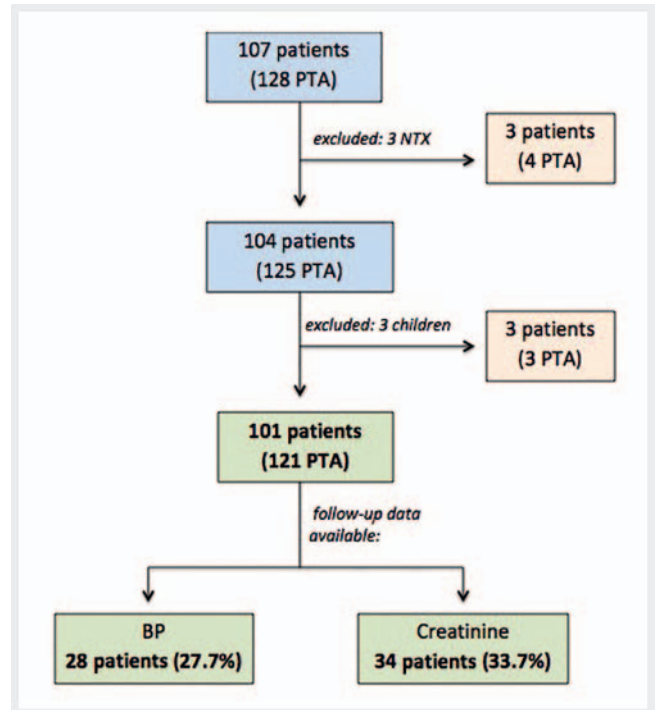 107 patients
(128 PTA)
excluded: 3 NTX
3 patients
(4 PTA)
104 patients
(125 PTA)
excluded: 3 children
3 patients
(3 PTA)
101 patients
(121 PTA)
follow-up data
available:
BP
28 patients (27.7%)
Creatinine
34 patients (33.7%)